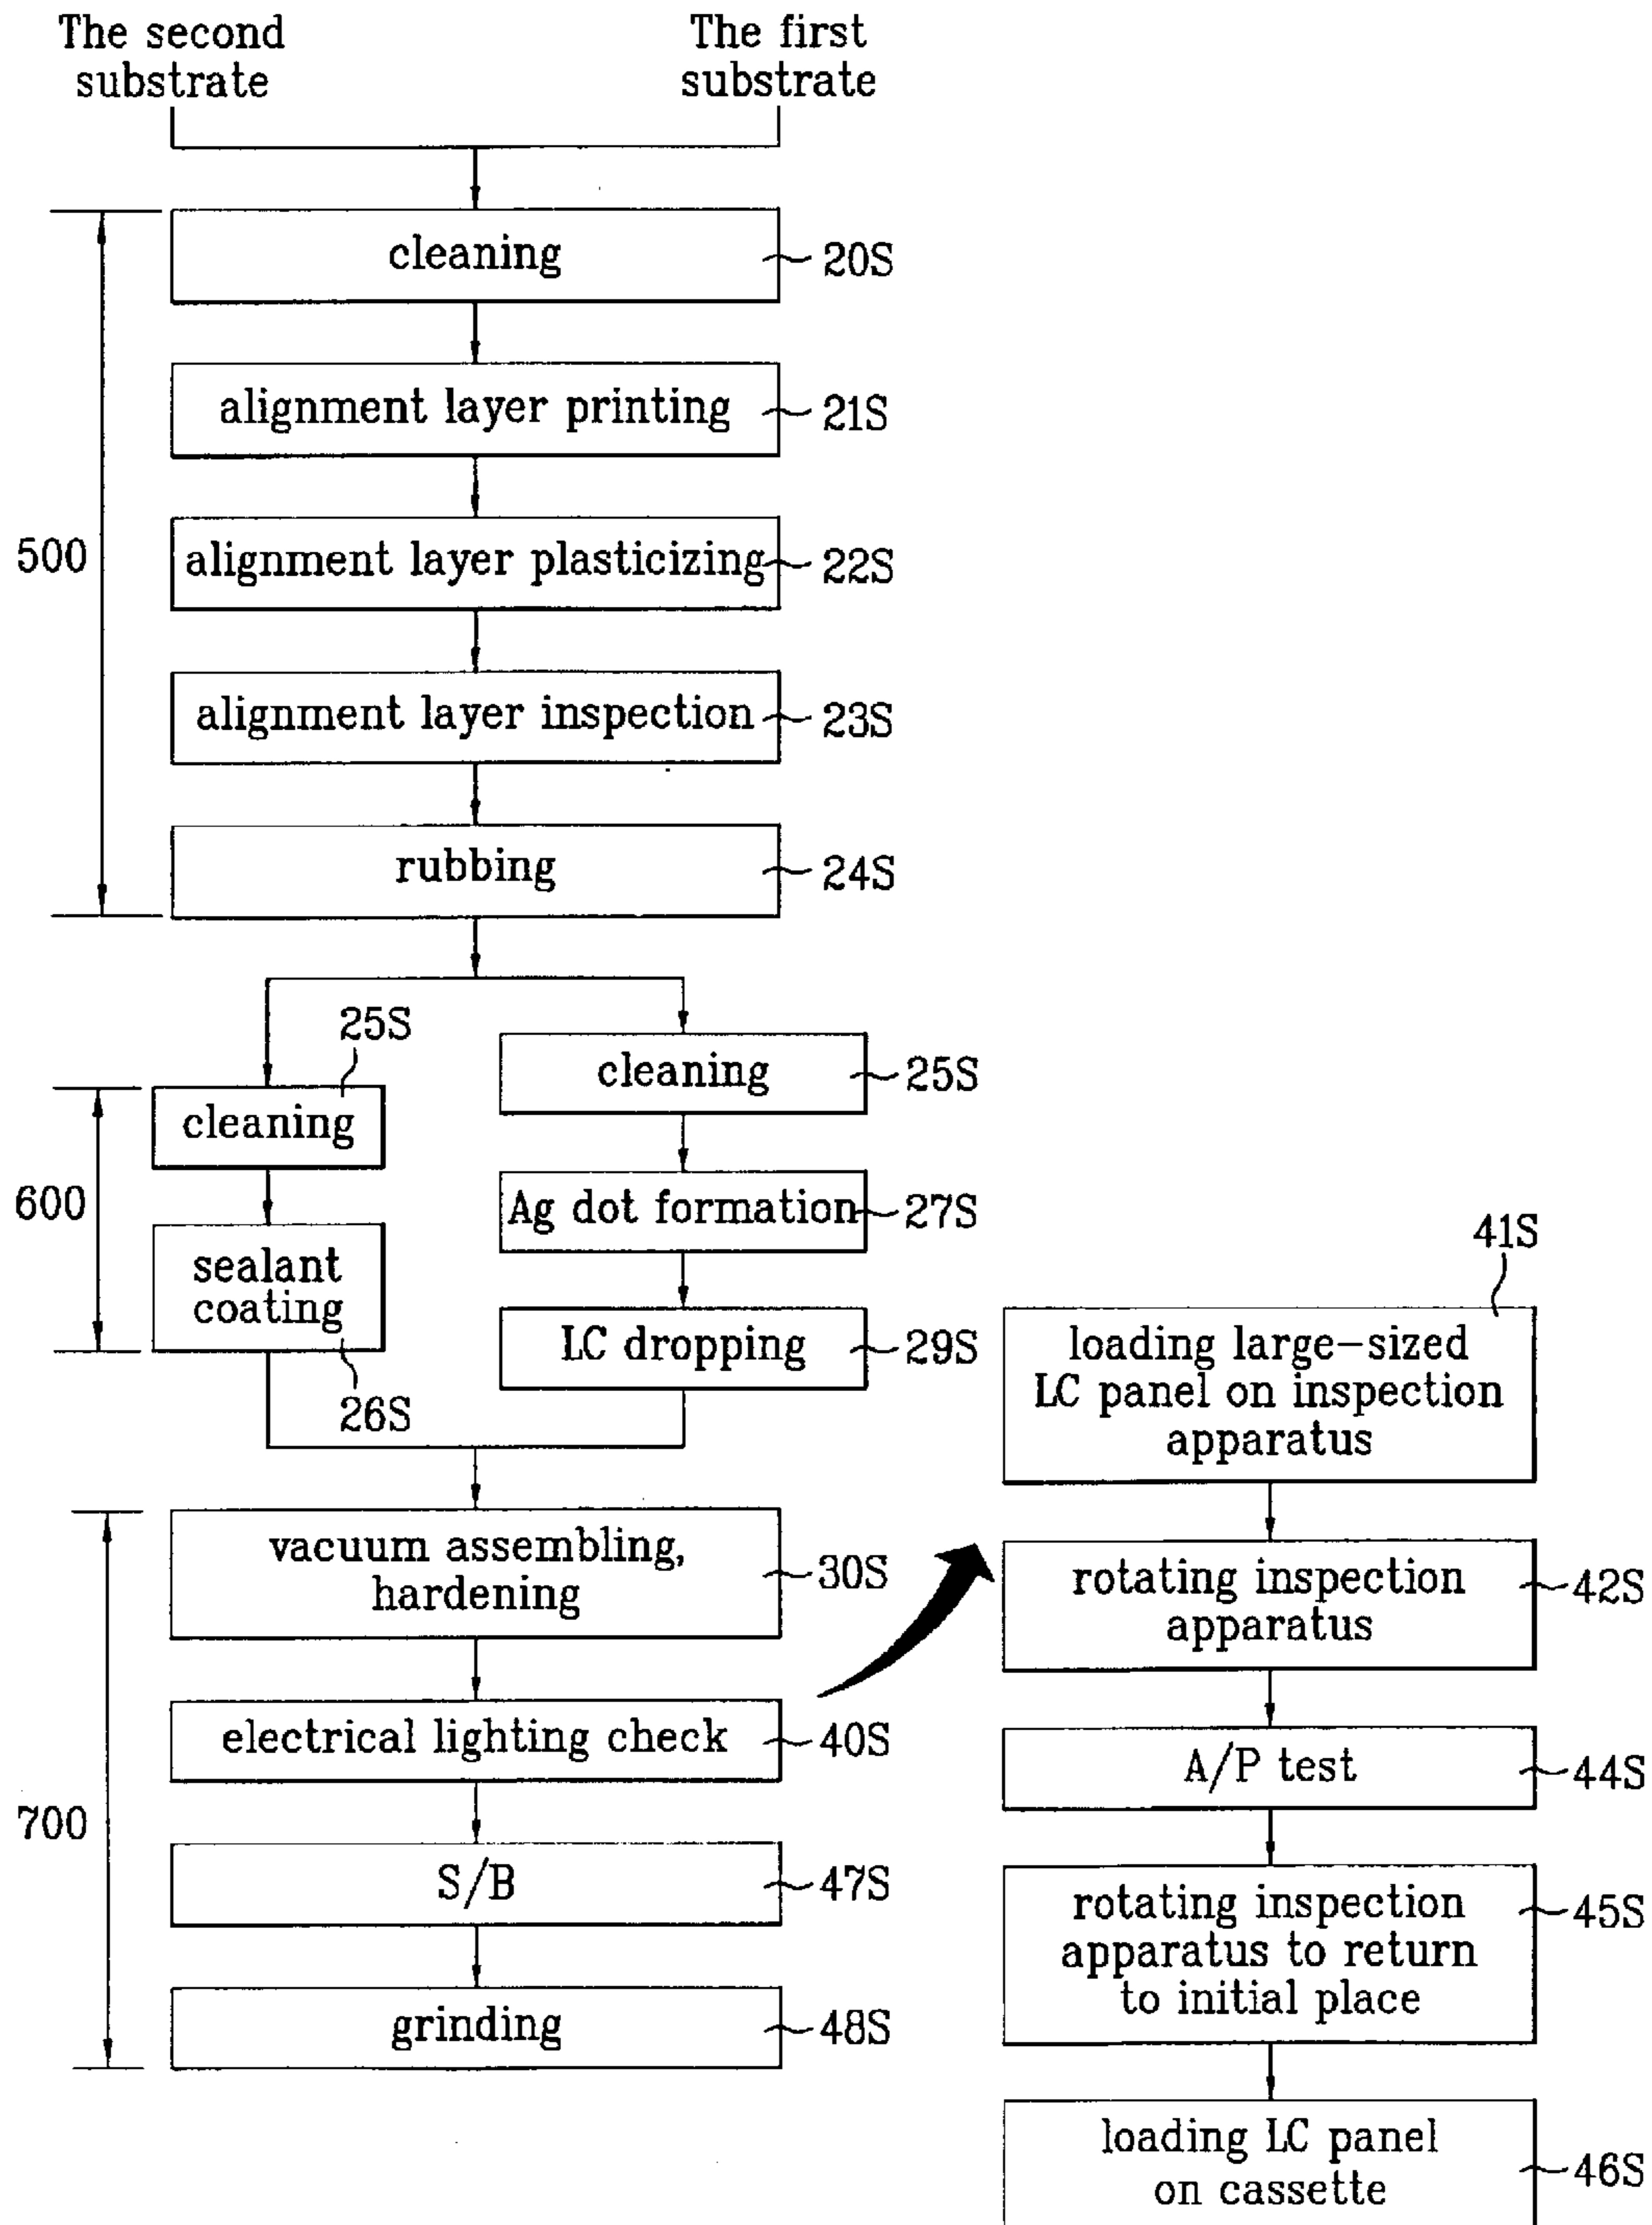 The second
substrate
The first
substrate
cleaning
20S
alignment layer printing
21S
500
alignment layer plasticizing
22S
alignment layer inspection
23S
rubbing
24S
25S
cleaning
600
sealant
coating
26S
cleaning
25S
Ag dot formation
27S
LC dropping
29S
700
vacuum assembling,
hardening
30S
electrical lighting check
40S
S/B
47S
grinding
48S
41S
loading large-sized
LC panel on inspection
apparatus
rotating inspection
apparatus
42S
A/P test
44S
rotating inspection
apparatus to return
to initial place
45S
loading LC panel
on cassette
46S